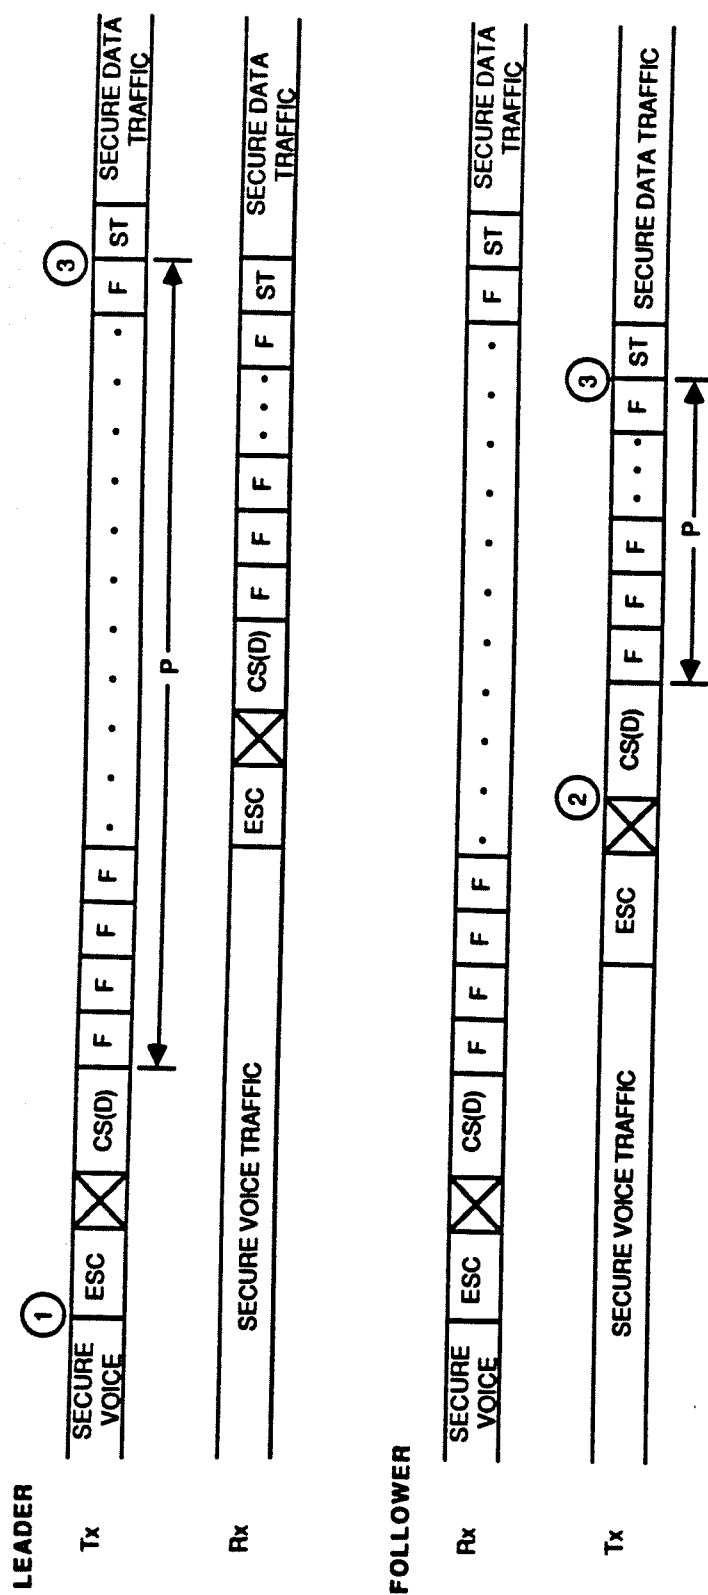 LEADER
Tx
SECURE
VOICE
1
ESC
CS(D)
F
F
F
F
F
3
ST
SECURE DATA
TRAFFIC
P
Rx
SECURE VOICE TRAFFIC
ESC
CS(D)
F
F
F
F
ST
SECURE DATA
TRAFFIC
FOLLOWER
Rx
SECURE
VOICE
ESC
CS(D)
F
F
F
F
F
ST
SECURE DATA
TRAFFIC
Tx
SECURE VOICE TRAFFIC
ESC
2
CS(D)
F
F
F
F
3
ST
SECURE DATA TRAFFIC
P